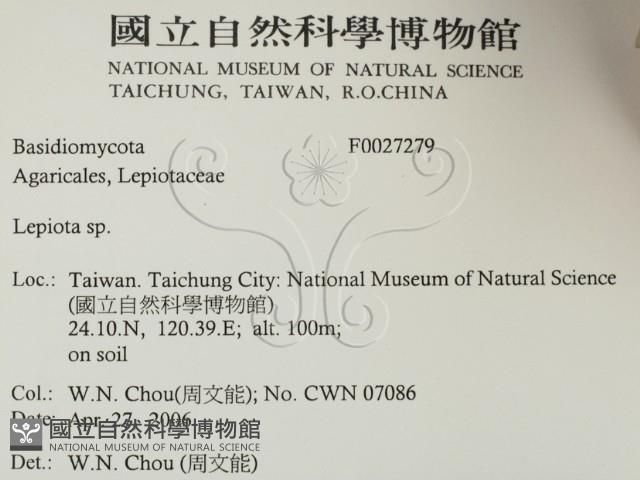 國立自然科學博物館
NATIONAL MUSEUM OF NATURAL SCIENCE
TAICHUNG, TAIWAN, R.O.CHINA
Basidiomycota F0027279
Agaricales, Lepiotaceae
Lepiota sp.
Loc.: Taiwan. Taichung City: National Museum of Natural Science
(國立自然科學博物館)
24.10.N, 120.39.E; alt. 100m;
on soil
Col.: W.N. Chou(周文能); No. CWN 07086
Date: Apr. 27, 2006
國立自然科學博物館
NATIONAL MUSEUM OF NATURAL SCIENCE
Det.: W.N. Chou (周文能)